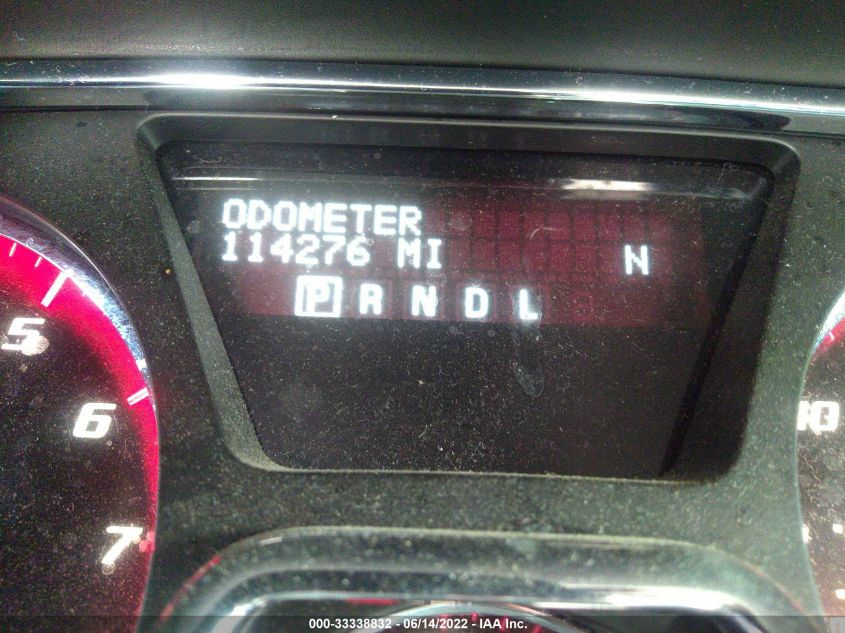 ODOMETER
114276 MI
N
P R N D L
5
6
7
10
000-33338832 - 06/14/2022 - IAA Inc.